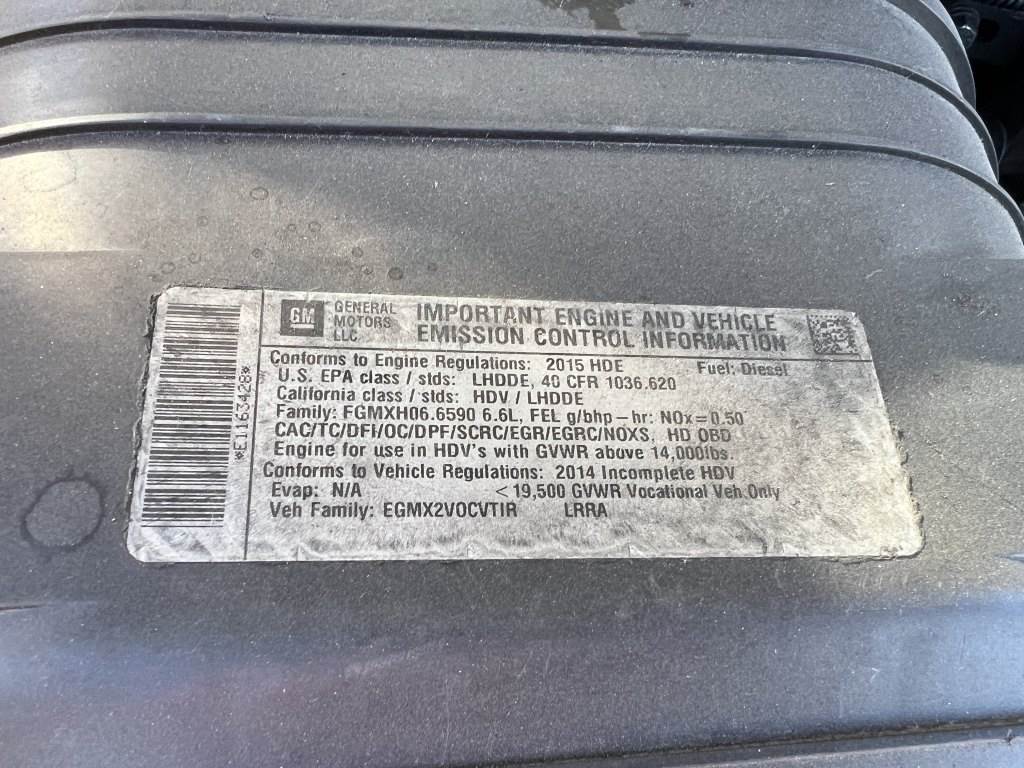 *E11163428*
GM
GENERAL
MOTORS
LLC
IMPORTANT ENGINE AND VEHICLE
EMISSION CONTROL INFORMATION
Conforms to Engine Regulations: 2015 HDE Fuel: Diesel
U.S. EPA class / stds: LHDDE, 40 CFR 1036.620
California class / stds: HDV / LHDDE
Family: FGMXH06.6590 6.6L, FEL g/bhp-hr: NOx=0.50
CAC/TC/DFI/OC/DPF/SCRC/EGR/EGRC/NOXS, HD OBD
Engine for use in HDV's with GVWR above 14,000lbs.
Conforms to Vehicle Regulations: 2014 Incomplete HDV
Evap: N/A <19,500 GVWR Vocational Veh Only
Veh Family: EGMX2VOCVTIR LRRA